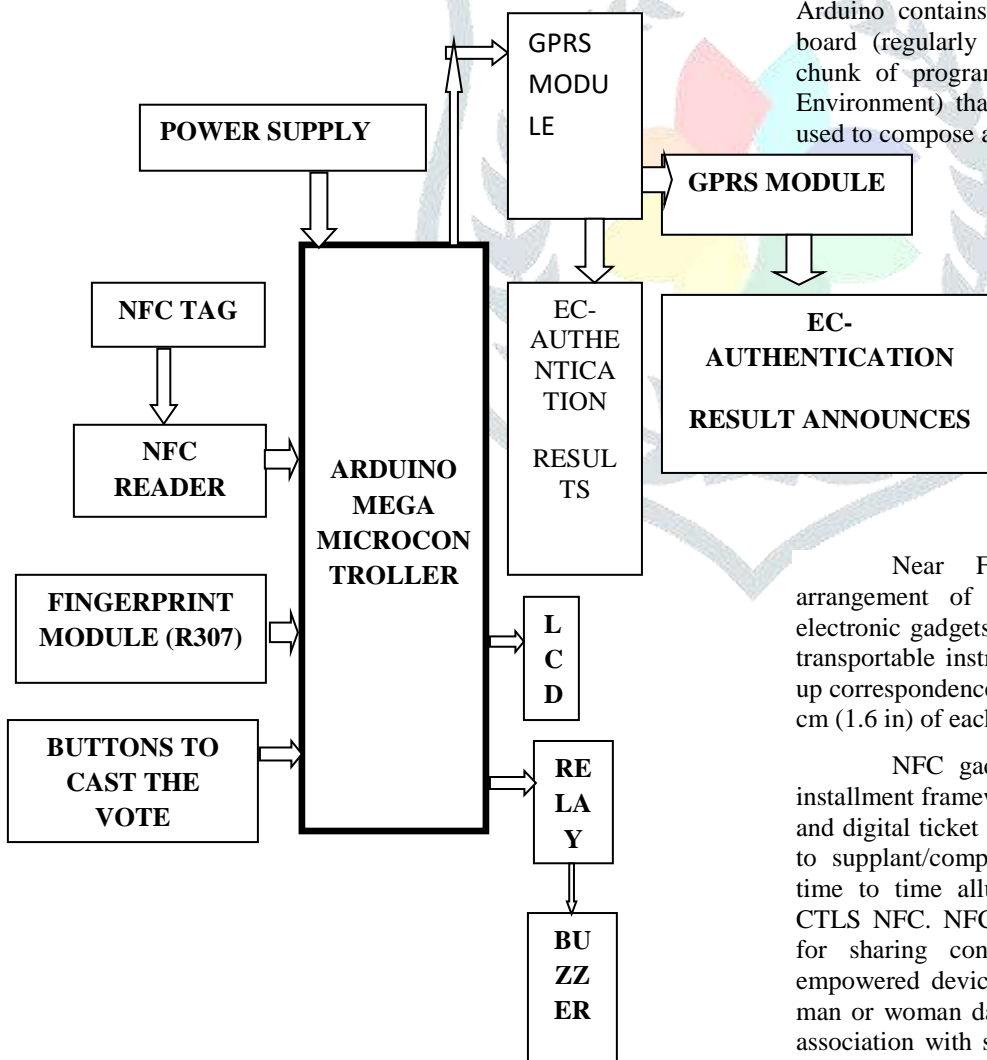 POWER SUPPLY
NFC TAG
NFC
READER
FINGERPRINT
MODULE (R307)
BUTTONS TO
CAST THE
VOTE
ARDUINO
MEGA
MICROCON
TROLLER
GPRS
MODU
LE
GPRS MODULE
EC-
AUTHE
NTICA
TION
RESUL
TS
EC-
AUTHENTICATION
RESULT ANNOUNCES
L
C
D
RE
LA
Y
BU
ZZ
ER
Arduino contains
board (regularly
chunk of program
Environment) tha
used to compose a
Near F
arrangement of
electronic gadgets
transportable instr
up correspondence
cm (1.6 in) of eac
NFC gad
installment framew
and digital ticket
to supplant/comp
time to time allu
CTLS NFC. NFC
for sharing con
empowered devic
man or woman da
association with s